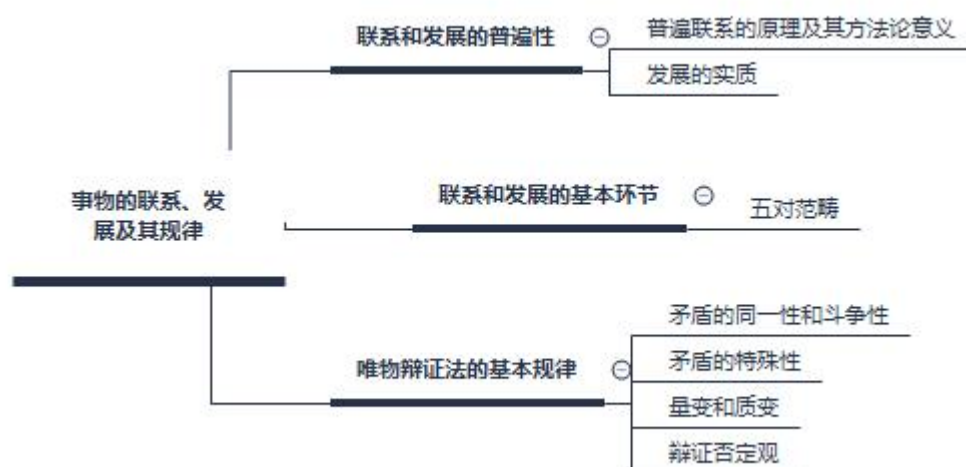 联系和发展的普遍性
普遍联系的原理及其方法论意义
发展的实质
事物的联系、发
展及其规律
联系和发展的基本环节
五对范畴
唯物辩证法的基本规律
矛盾的同一性和斗争性
矛盾的特殊性
量变和质变
辩证否定观